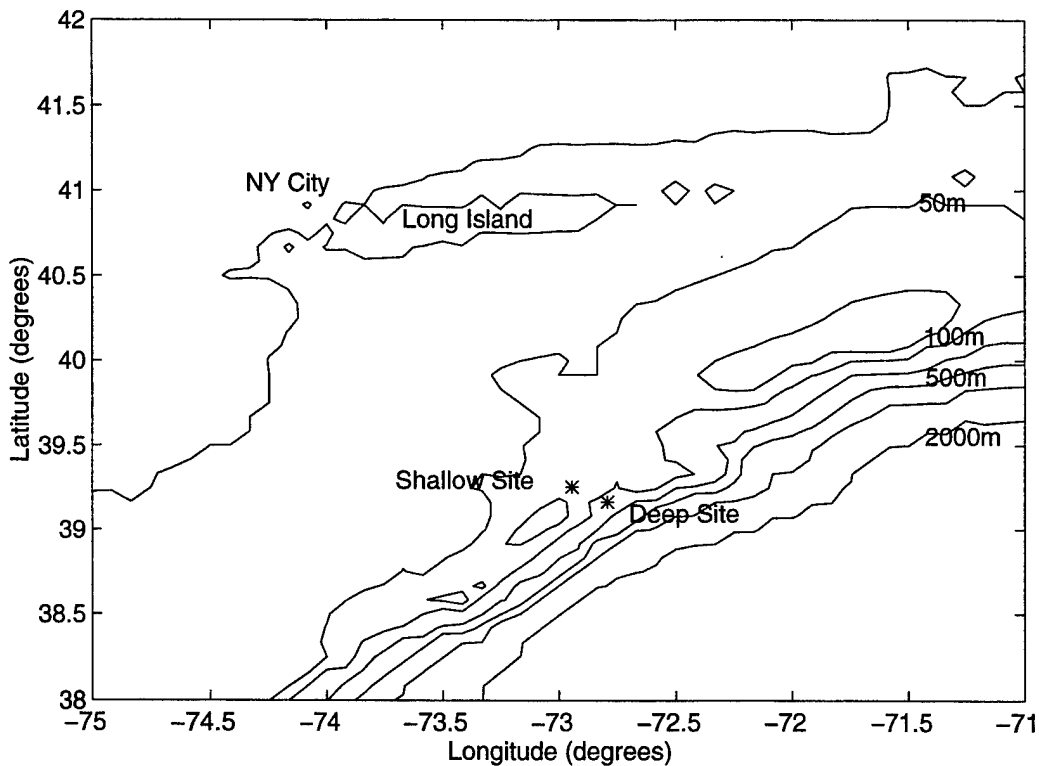 42
41.5
41
40.5
40
39.5
39
38.5
38
Latitude (degrees)
NY City
Long Island
50m
100m
500m
2000m
Shallow Site
Deep Site
−75
−74.5
−74
−73.5
−73
−72.5
−72
−71.5
−71
Longitude (degrees)